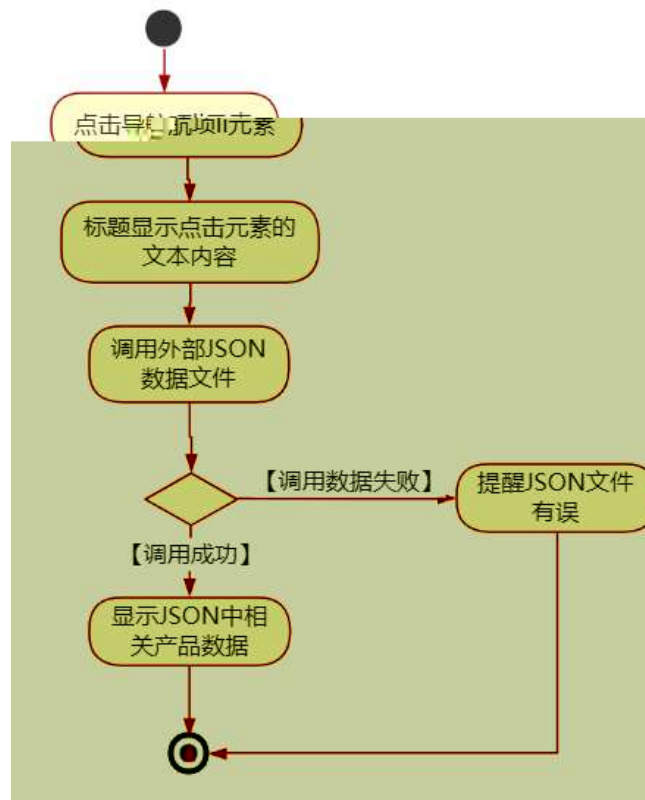 点击导航项li元素
标题显示点击元素的
文本内容
调用外部JSON
数据文件
【调用数据失败】
提醒JSON文件
有误
【调用成功】
显示JSON中相
关产品数据